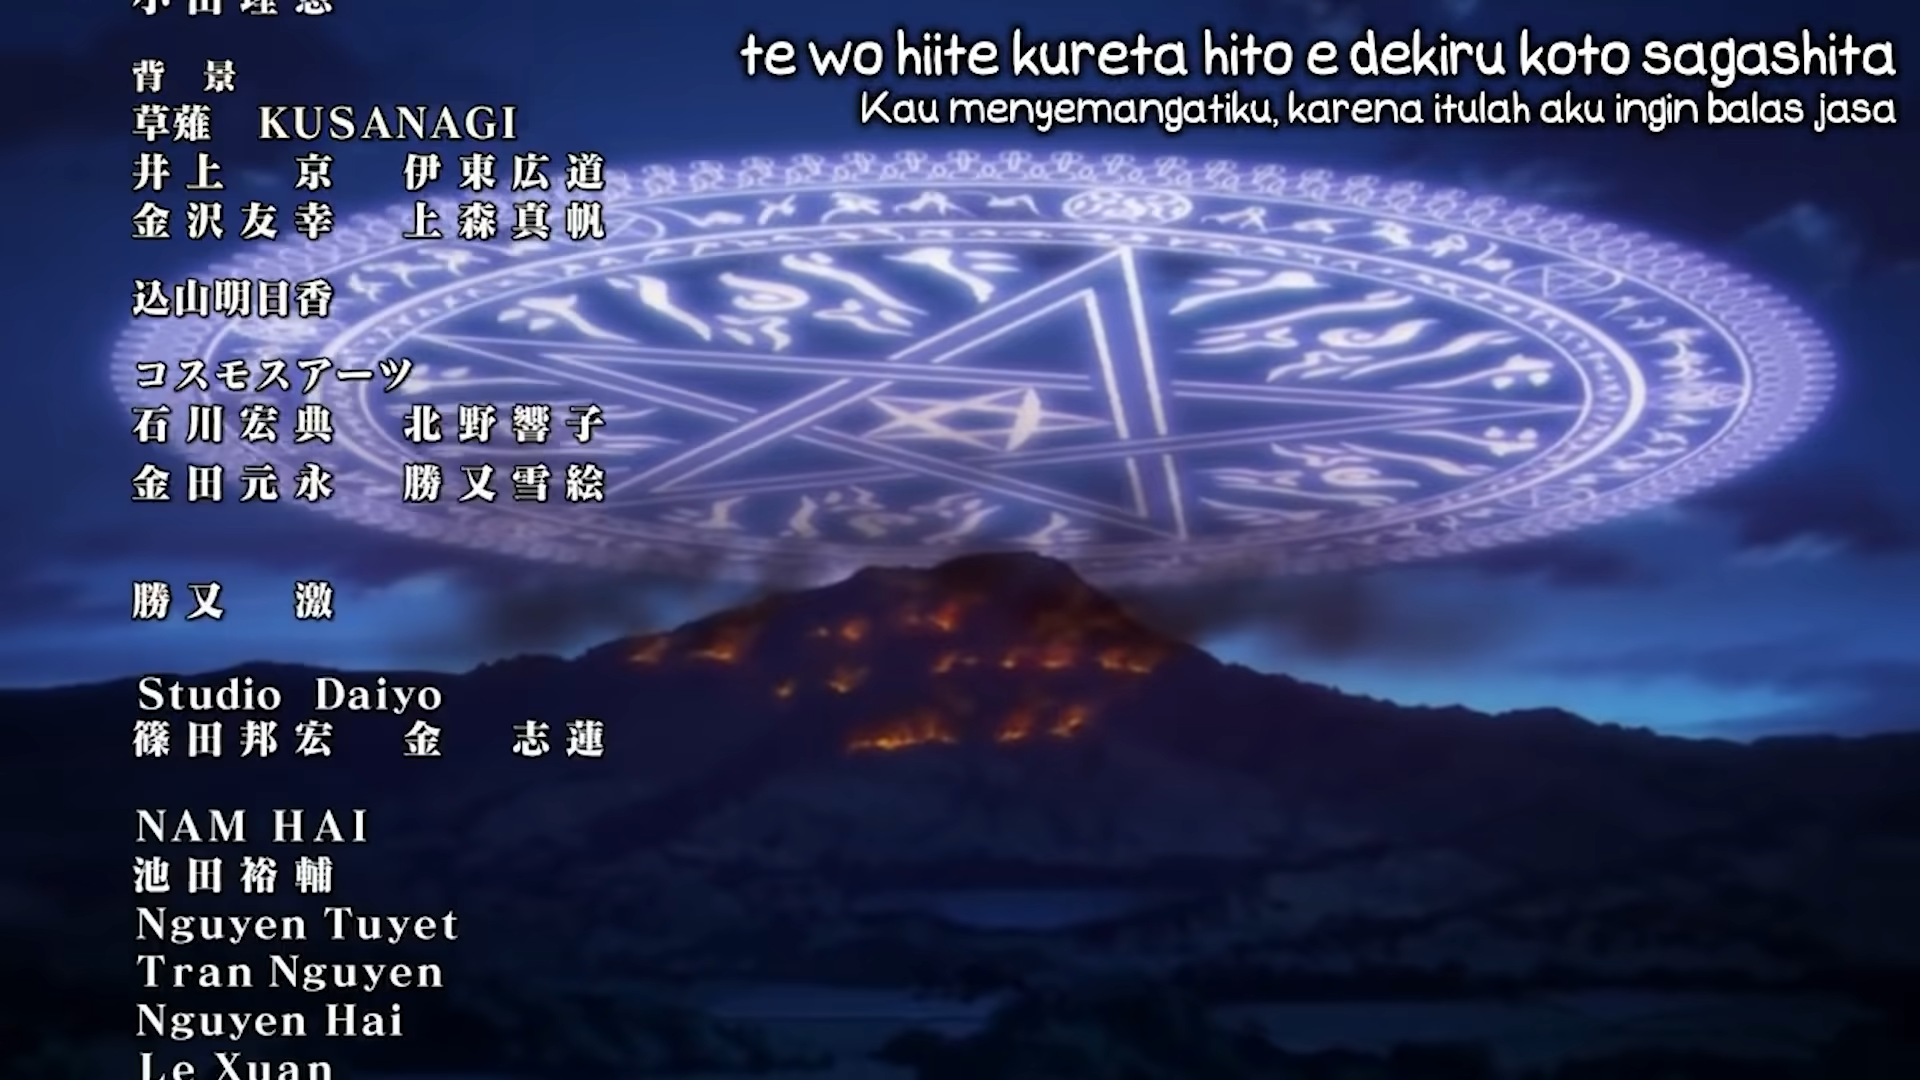 te wo hiite kureta hito e dekiru koto sagashita
Kau menyemangatiku, karena itulah aku ingin balas jasa
背 景
草薙 KUSANAGI
井上 京 伊東広道
金沢友幸 上森真帆
込山明日香
コスモスアーツ
石川宏典 北野響子
金田元永 勝又雪絵
勝又 激
Studio Daiyo
篠田邦宏 金 志蓮
NAM HAI
池田裕輔
Nguyen Tuyet
Tran Nguyen
Nguyen Hai
Le Xuan